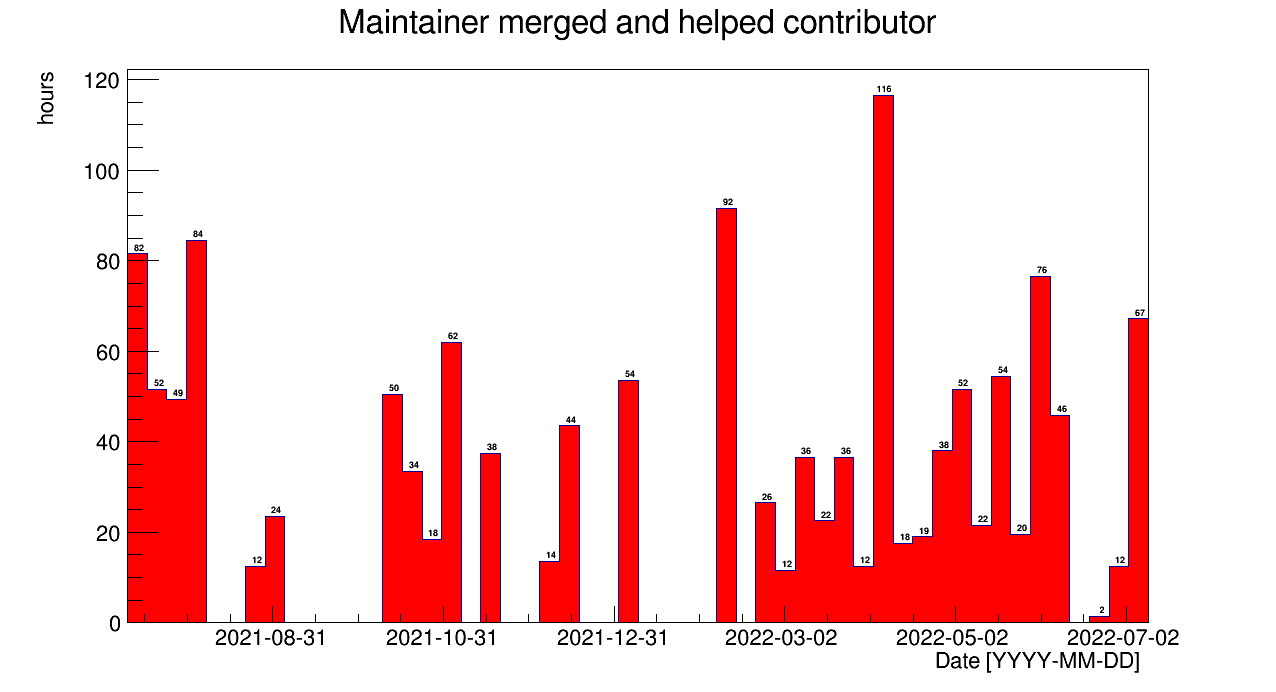 Maintainer merged and helped contributor
hours
120
100
80
60
40
20
0
82 52 49 84 12 24 50 34 18 62 38 14 44 54 92 26 12 36 22 36 12 116 18 19 38 52 22 54 20 76 46 2 12 67
2021-08-31 2021-10-31 2021-12-31 2022-03-02 2022-05-02 2022-07-02
Date [YYYY-MM-DD]